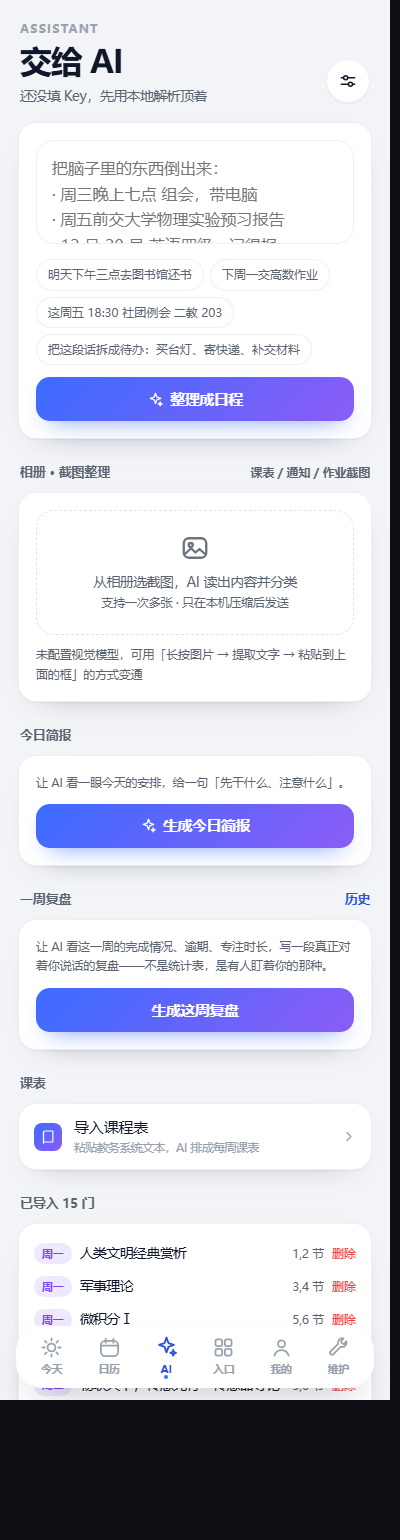 ASSISTANT
交给 AI
还没填 Key，先用本地解析顶着
把脑子里的东西倒出来：
· 周三晚上七点 组会，带电脑
· 周五前交大学物理实验预习报告
明天下午三点去图书馆还书
下周一交高数作业
这周五 18:30 社团例会 二教 203
把这段话拆成待办：买台灯、寄快递、补交材料
整理成日程
相册 • 截图整理
课表 / 通知 / 作业截图
从相册选截图，AI 读出内容并分类
支持一次多张 · 只在本机压缩后发送
未配置视觉模型，可用「长按图片 → 提取文字 → 粘贴到上
面的框」的方式变通
今日简报
让 AI 看一眼今天的安排，给一句「先干什么、注意什么」。
生成今日简报
一周复盘
历史
让 AI 看这一周的完成情况、逾期、专注时长，写一段真正对
着你说话的复盘——不是统计表，是有人盯着你的那种。
生成这周复盘
课表
导入课程表
粘贴教务系统文本，AI 排成每周课表
已导入 15 门
周一 人类文明经典赏析 1,2 节 删除
周一 军事理论 3,4 节 删除
周一 微积分 I 5,6 节 删除
今天
日历
AI
入口
我的
维护